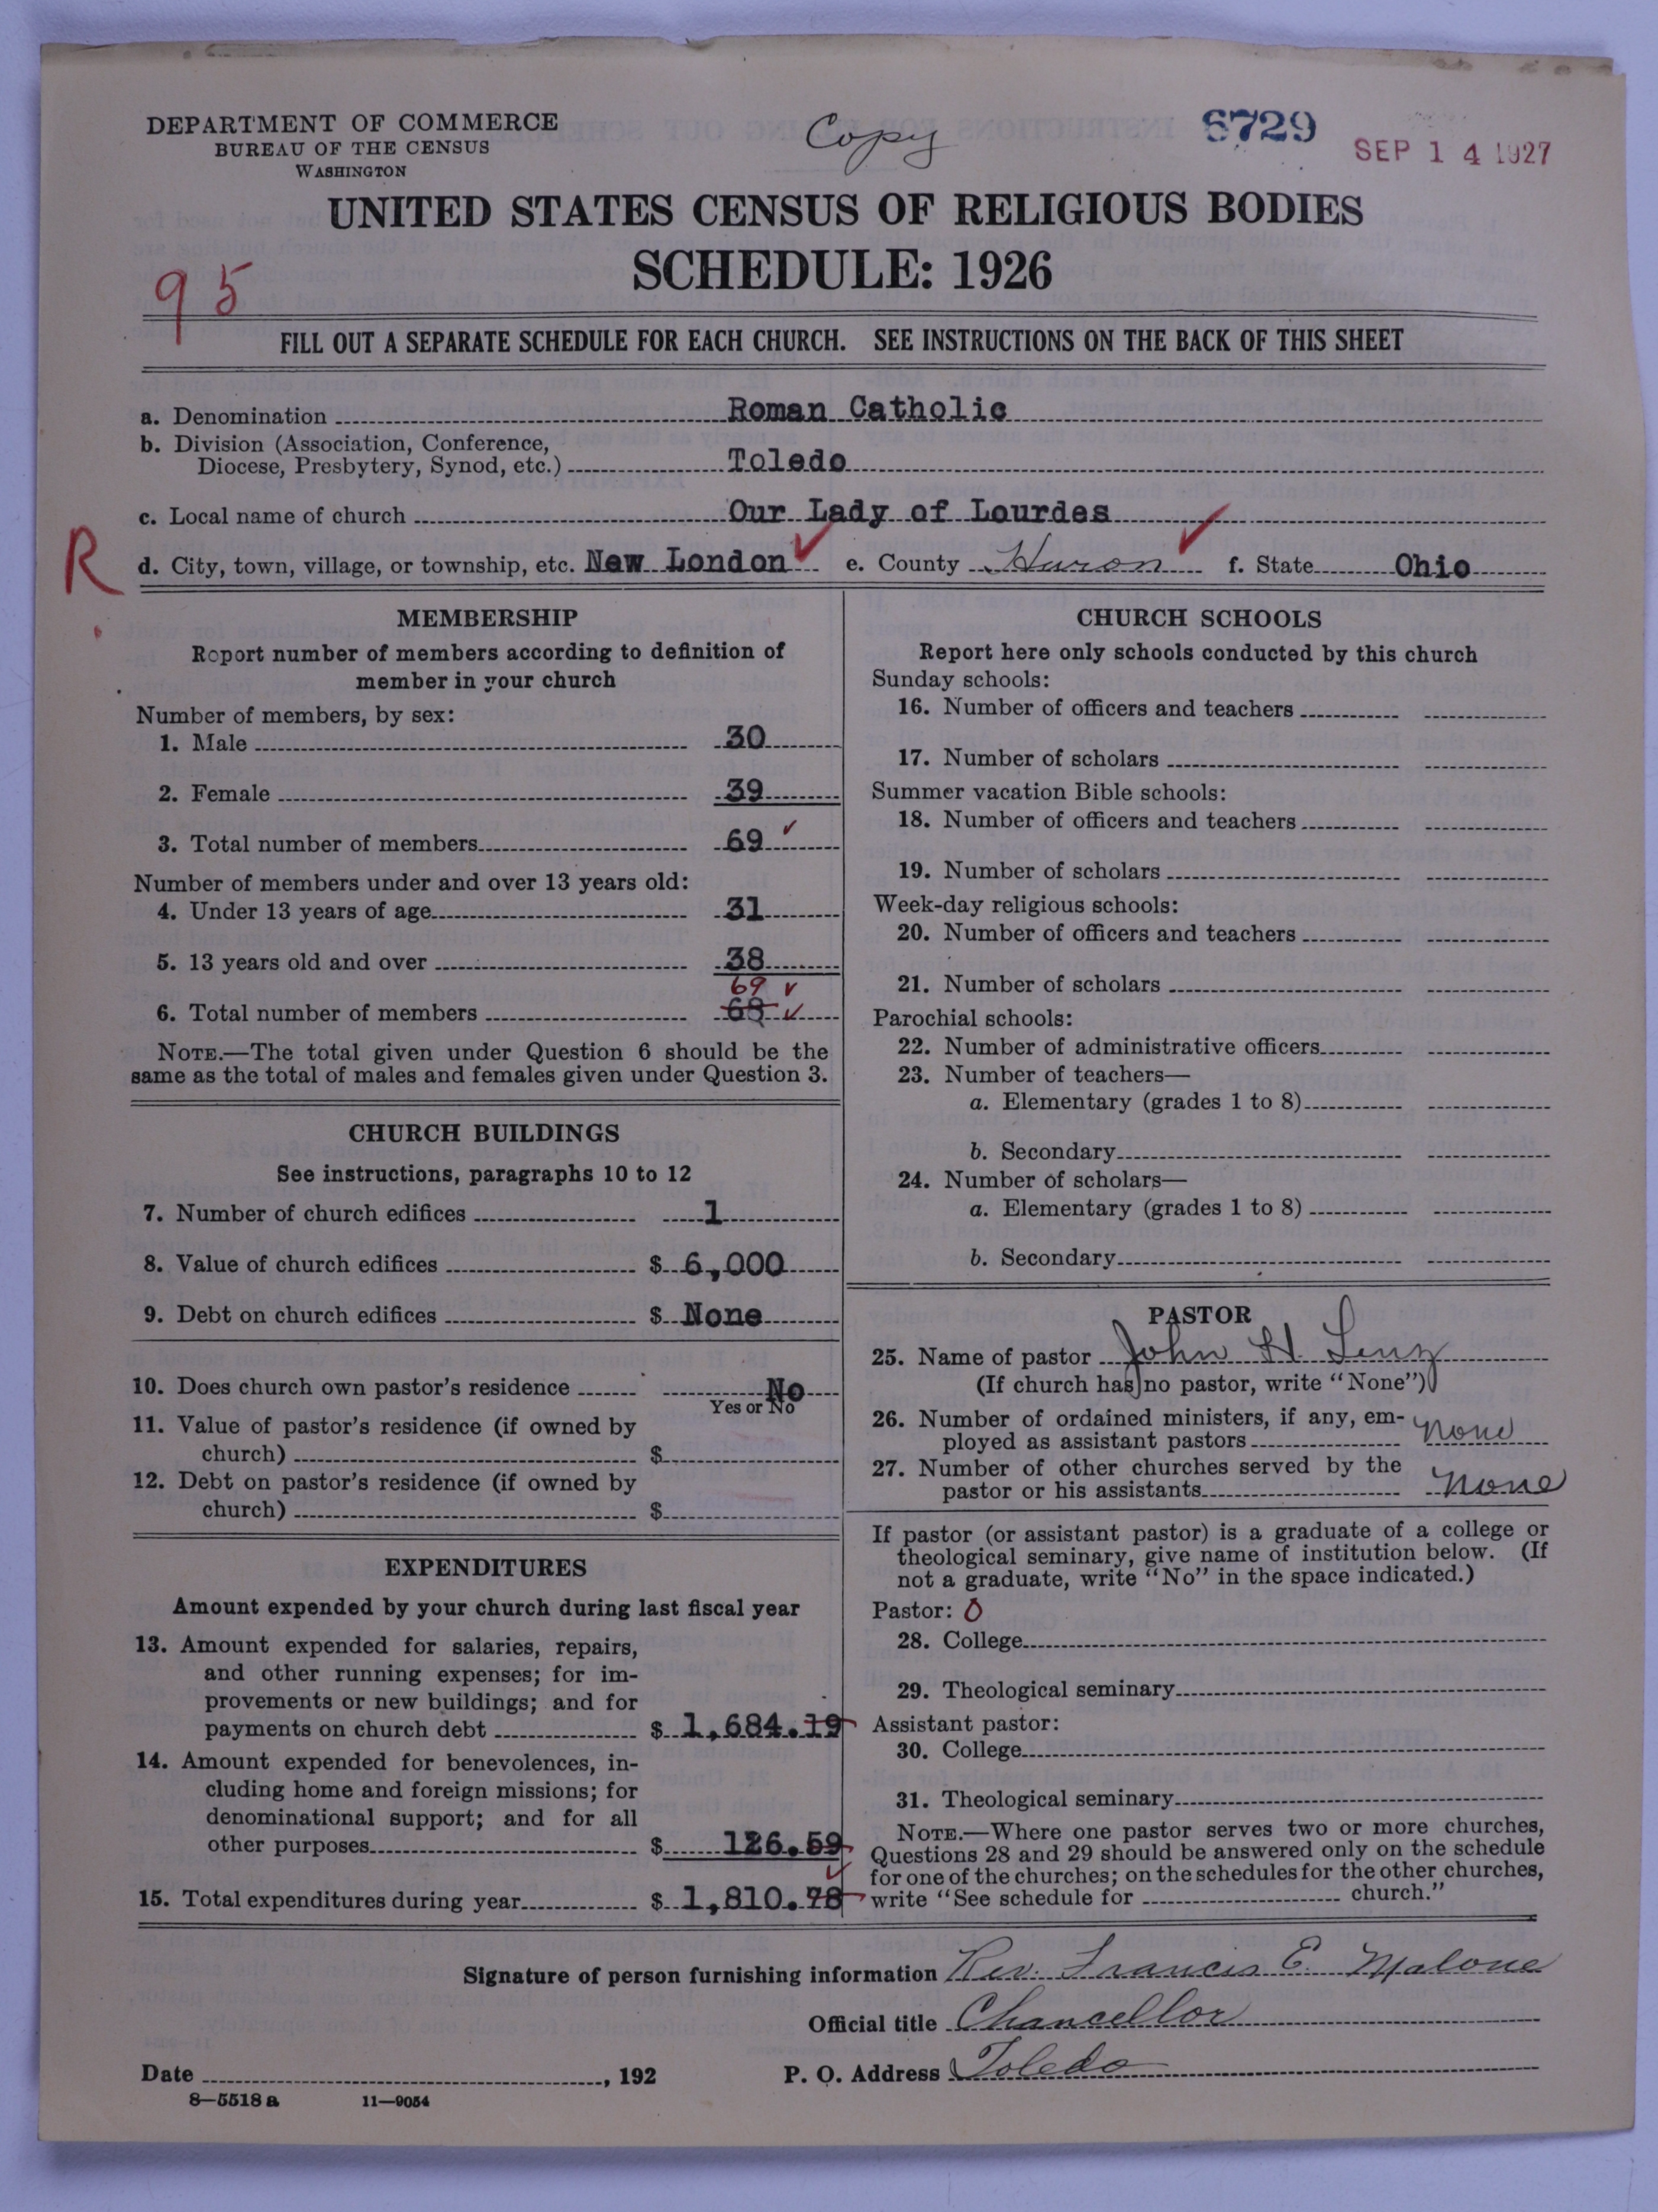 DEPARTMENT OF COMMERCE
BUREAU OF THE CENSUS
WASHINGTON
Copy
6729
SEP 14 1927
UNITED STATES CENSUS OF RELIGIOUS BODIES
SCHEDULE: 1926
95
FILL OUT A SEPARATE SCHEDULE FOR EACH CHURCH. SEE INSTRUCTIONS ON THE BACK OF THIS SHEET
a. Denomination Roman Catholic
b. Division (Association, Conference,
Diocese, Presbytery, Synod, etc.) Toledo
c. Local name of church Our Lady of Lourdes
R
d. City, town, village, or township, etc. New London ✓ e. County Huron ✓ f. State Ohio
MEMBERSHIP
Report number of members according to definition of
member in your church
Number of members, by sex:
1. Male 30
2. Female 39
3. Total number of members 69 ✓
Number of members under and over 13 years old:
4. Under 13 years of age 31
5. 13 years old and over 38
69 ✓
6. Total number of members 68 ✓
NOTE.—The total given under Question 6 should be the
same as the total of males and females given under Question 3.
CHURCH BUILDINGS
See instructions, paragraphs 10 to 12
7. Number of church edifices 1
8. Value of church edifices $ 6,000
9. Debt on church edifices $ None
10. Does church own pastor's residence No
Yes or No
11. Value of pastor's residence (if owned by
church) $
12. Debt on pastor's residence (if owned by
church) $
EXPENDITURES
Amount expended by your church during last fiscal year
13. Amount expended for salaries, repairs,
and other running expenses; for im-
provements or new buildings; and for
payments on church debt $ 1,684.19
14. Amount expended for benevolences, in-
cluding home and foreign missions; for
denominational support; and for all
other purposes $ 126.59
15. Total expenditures during year $ 1,810.78
CHURCH SCHOOLS
Report here only schools conducted by this church
Sunday schools:
16. Number of officers and teachers
17. Number of scholars
Summer vacation Bible schools:
18. Number of officers and teachers
19. Number of scholars
Week-day religious schools:
20. Number of officers and teachers
21. Number of scholars
Parochial schools:
22. Number of administrative officers
23. Number of teachers—
a. Elementary (grades 1 to 8)
b. Secondary
24. Number of scholars—
a. Elementary (grades 1 to 8)
b. Secondary
PASTOR
25. Name of pastor John H. Lenz
(If church has no pastor, write "None")
26. Number of ordained ministers, if any, em-
ployed as assistant pastors none
27. Number of other churches served by the
pastor or his assistants none
If pastor (or assistant pastor) is a graduate of a college or
theological seminary, give name of institution below. (If
not a graduate, write "No" in the space indicated.)
Pastor: 0
28. College
29. Theological seminary
Assistant pastor:
30. College
31. Theological seminary
NOTE.—Where one pastor serves two or more churches,
Questions 28 and 29 should be answered only on the schedule
for one of the churches; on the schedules for the other churches,
write "See schedule for church."
Signature of person furnishing information Rev. Francis E. Malone
Official title Chancellor
Date , 192 P. O. Address Toledo
8—5518 a 11—9054